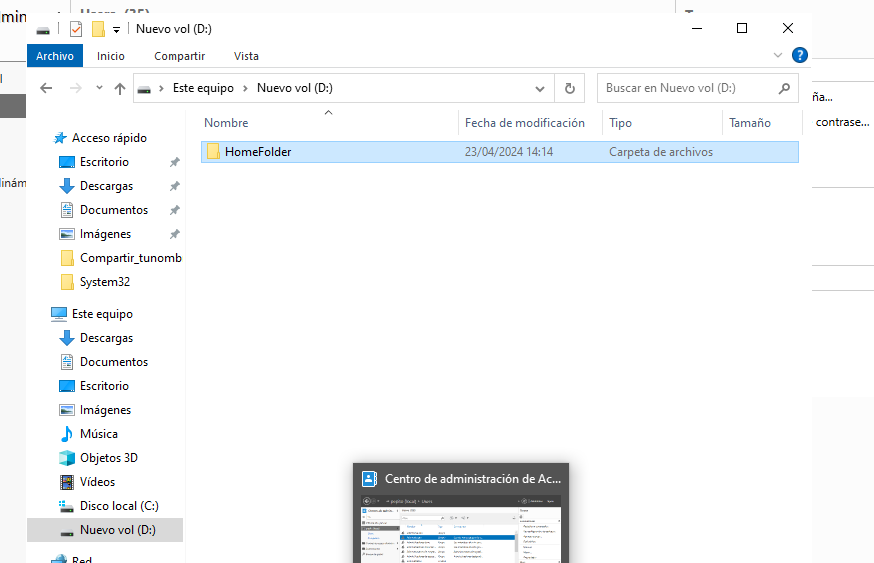 Nuevo vol (D:)
Archivo Inicio Compartir Vista
Este equipo Nuevo vol (D:)
Buscar en Nuevo vol (D:)
Nombre Fecha de modificación Tipo Tamaño
HomeFolder 23/04/2024 14:14 Carpeta de archivos
Acceso rápido
Escritorio
Descargas
Documentos
Imágenes
Compartir_tunomb
System32
Este equipo
Descargas
Documentos
Escritorio
Imágenes
Música
Objetos 3D
Vídeos
Disco local (C:)
Nuevo vol (D:)
Red
contrase...
Centro de administración de Ac...